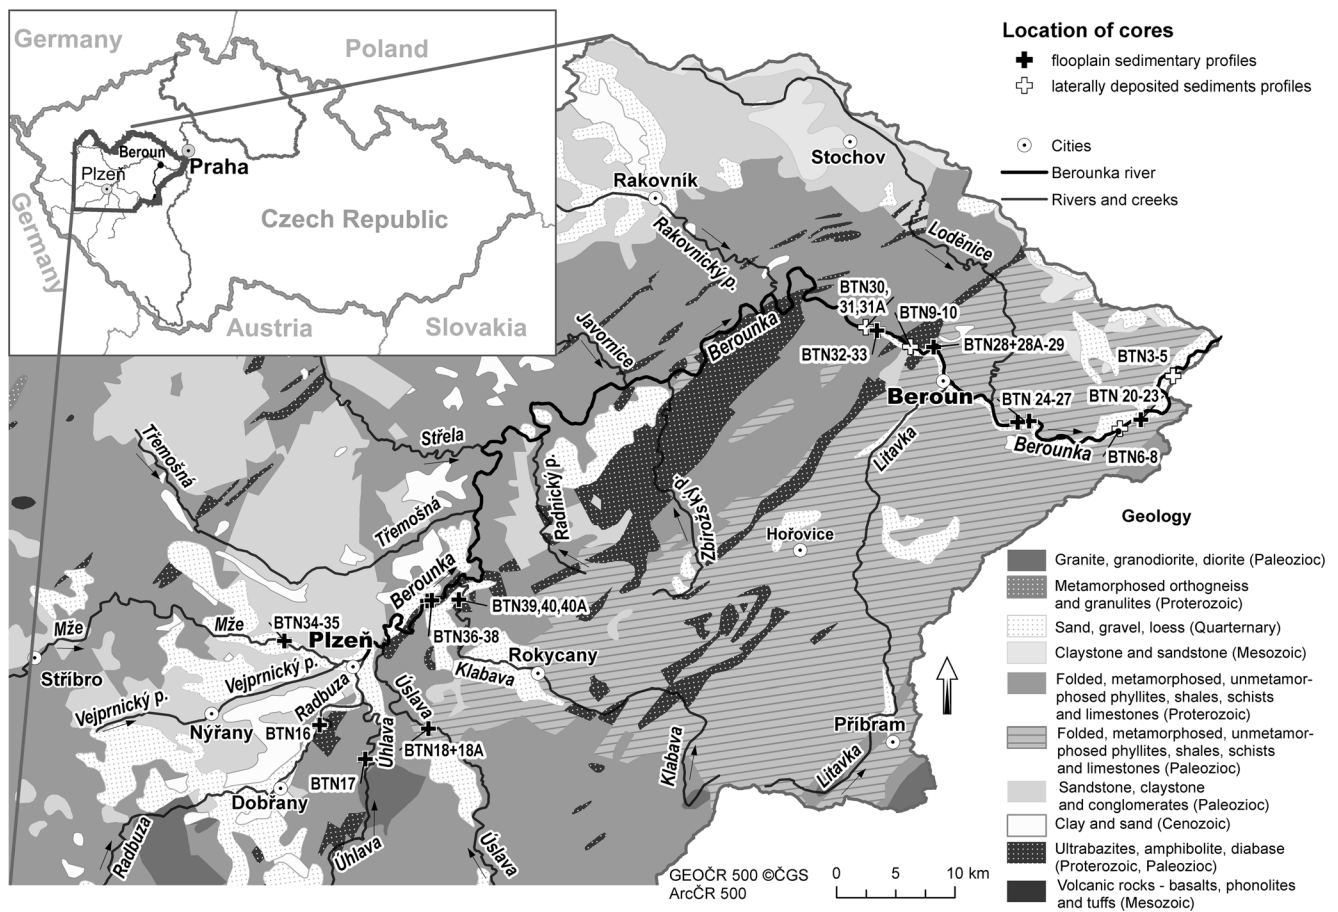 Germany
Poland
Beroun
Plzeň
Praha
Czech Republic
Germany
Austria
Slovakia
Location of cores
flooplain sedimentary profiles
laterally deposited sediments profiles
Cities
Berounka river
Rivers and creeks
Stochov
Rakovník
Rakovnický p.
Loděnice
BTN30,
31,31A
BTN9-10
Javornice
Berounka
BTN32-33
BTN28+28A-29
BTN3-5
Beroun
BTN 24-27
BTN 20-23
Střela
Litavka
Berounka
BTN6-8
Třemošná
Třemošná
Radnický p.
Zbirožský p.
Hořovice
Berounka
BTN39,40,40A
Mže
Mže
BTN34-35
Plzeň
BTN36-38
Klabava
Rokycany
Stříbro
Vejprnický p.
Vejprnický p.
Radbuza
Úslava
Nýřany
BTN16
Úhlava
BTN18+18A
BTN17
Klabava
Příbram
Litavka
Dobřany
Radbuza
Úhlava
Úslava
Geology
Granite, granodiorite, diorite (Paleozioc)
Metamorphosed orthogneiss
and granulites (Proterozoic)
Sand, gravel, loess (Quarternary)
Claystone and sandstone (Mesozoic)
Folded, metamorphosed, unmetamor-
phosed phyllites, shales, schists
and limestones (Proterozoic)
Folded, metamorphosed, unmetamor-
phosed phyllites, shales, schists
and limestones (Paleozioc)
Sandstone, claystone
and conglomerates (Paleozioc)
Clay and sand (Cenozoic)
Ultrabazites, amphibolite, diabase
(Proterozoic, Paleozioc)
Volcanic rocks - basalts, phonolites
and tuffs (Mesozoic)
GEOČR 500 ©ČGS
ArcČR 500
0 5 10 km